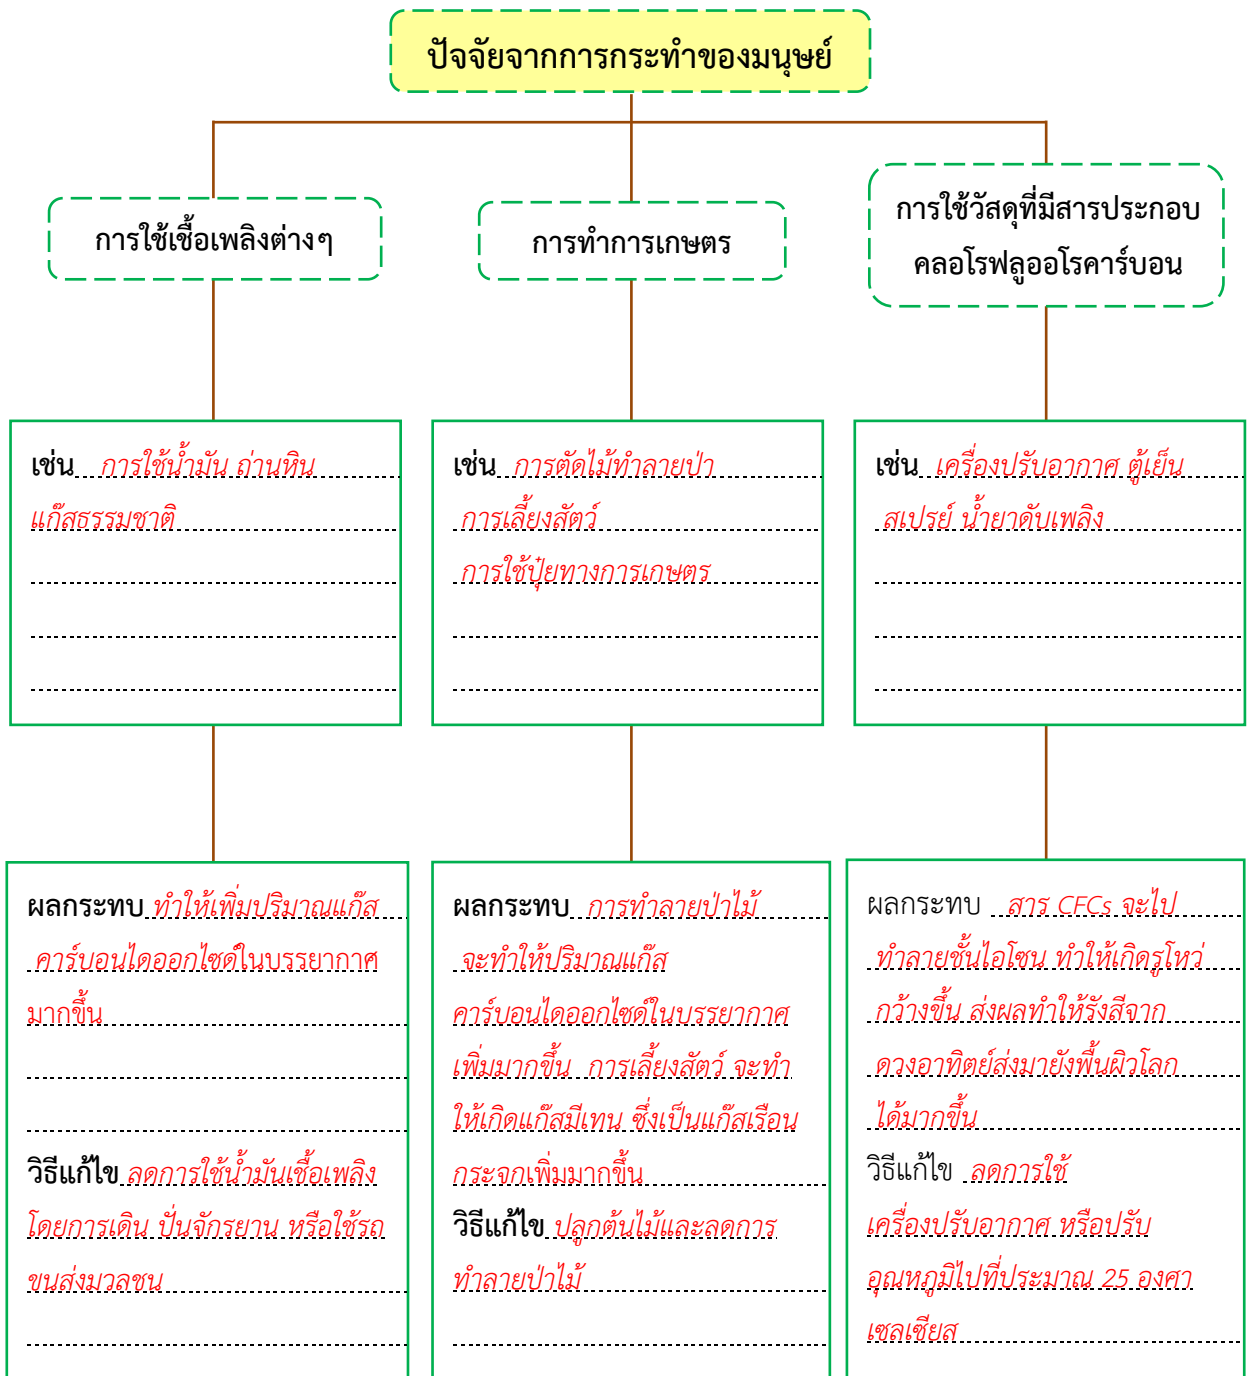 ปัจจัยจากการกระทำของมนุษย์
การใช้เชื้อเพลิงต่างๆ
การทำการเกษตร
การใช้วัสดุที่มีสารประกอบ
คลอโรฟลูออโรคาร์บอน
เช่น การใช้น้ำมัน ถ่านหิน
แก๊สธรรมชาติ
เช่น การตัดไม้ทำลายป่า
การเลี้ยงสัตว์
การใช้ปุ๋ยทางการเกษตร
เช่น เครื่องปรับอากาศ ตู้เย็น
สเปรย์ น้ำยาดับเพลิง
ผลกระทบ ทำให้เพิ่มปริมาณแก๊ส
คาร์บอนไดออกไซด์ในบรรยากาศ
มากขึ้น
วิธีแก้ไข ลดการใช้น้ำมันเชื้อเพลิง
โดยการเดิน ปั่นจักรยาน หรือใช้รถ
ขนส่งมวลชน
ผลกระทบ การทำลายป่าไม้
จะทำให้ปริมาณแก๊ส
คาร์บอนไดออกไซด์ในบรรยากาศ
เพิ่มมากขึ้น การเลี้ยงสัตว์ จะทำ
ให้เกิดแก๊สมีเทน ซึ่งเป็นแก๊สเรือน
กระจกเพิ่มมากขึ้น
วิธีแก้ไข ปลูกต้นไม้และลดการ
ทำลายป่าไม้
ผลกระทบ สาร CFCs จะไป
ทำลายชั้นไอโซน ทำให้เกิดรูโหว่
กว้างขึ้น ส่งผลทำให้รังสีจาก
ดวงอาทิตย์ส่งมายังพื้นผิวโลก
ได้มากขึ้น
วิธีแก้ไข ลดการใช้
เครื่องปรับอากาศ หรือปรับ
อุณหภูมิไปที่ประมาณ 25 องศา
เซลเซียส